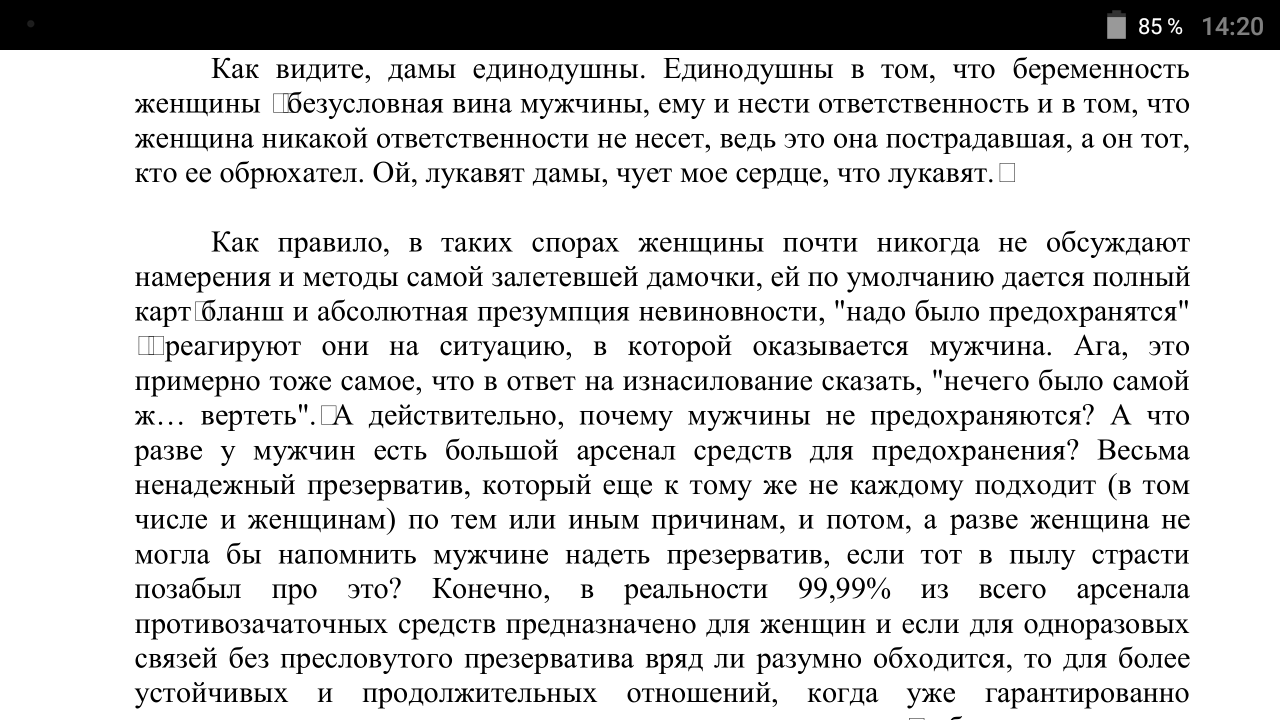 85 % 14:20
Как видите, дамы единодушны. Единодушны в том, что беременность
женщины □□безусловная вина мужчины, ему и нести ответственность и в том, что
женщина никакой ответственности не несет, ведь это она пострадавшая, а он тот,
кто ее обрюхател. Ой, лукавят дамы, чует мое сердце, что лукавят.□
Как правило, в таких спорах женщины почти никогда не обсуждают
намерения и методы самой залетевшей дамочки, ей по умолчанию дается полный
карт□бланш и абсолютная презумпция невиновности, "надо было предохранятся"
□□реагируют они на ситуацию, в которой оказывается мужчина. Ага, это
примерно тоже самое, что в ответ на изнасилование сказать, "нечего было самой
ж… вертеть".□А действительно, почему мужчины не предохраняются? А что
разве у мужчин есть большой арсенал средств для предохранения? Весьма
ненадежный презерватив, который еще к тому же не каждому подходит (в том
числе и женщинам) по тем или иным причинам, и потом, а разве женщина не
могла бы напомнить мужчине надеть презерватив, если тот в пылу страсти
позабыл про это? Конечно, в реальности 99,99% из всего арсенала
противозачаточных средств предназначено для женщин и если для одноразовых
связей без пресловутого презерватива вряд ли разумно обходится, то для более
устойчивых и продолжительных отношений, когда уже гарантированно